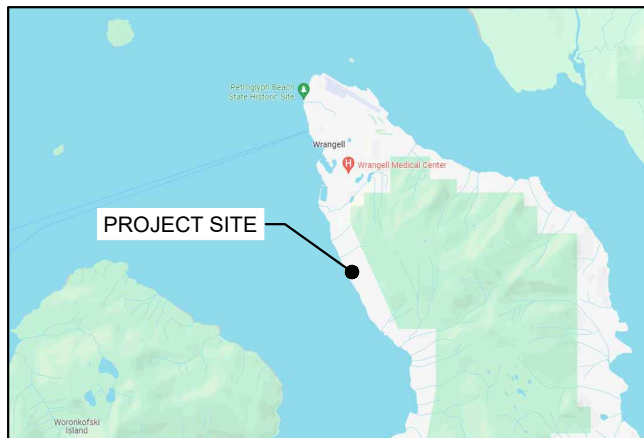 Petroglyph Beach
State Historic Site
Wrangell
H
Wrangell Medical Center
PROJECT SITE
Woronkofski
Island